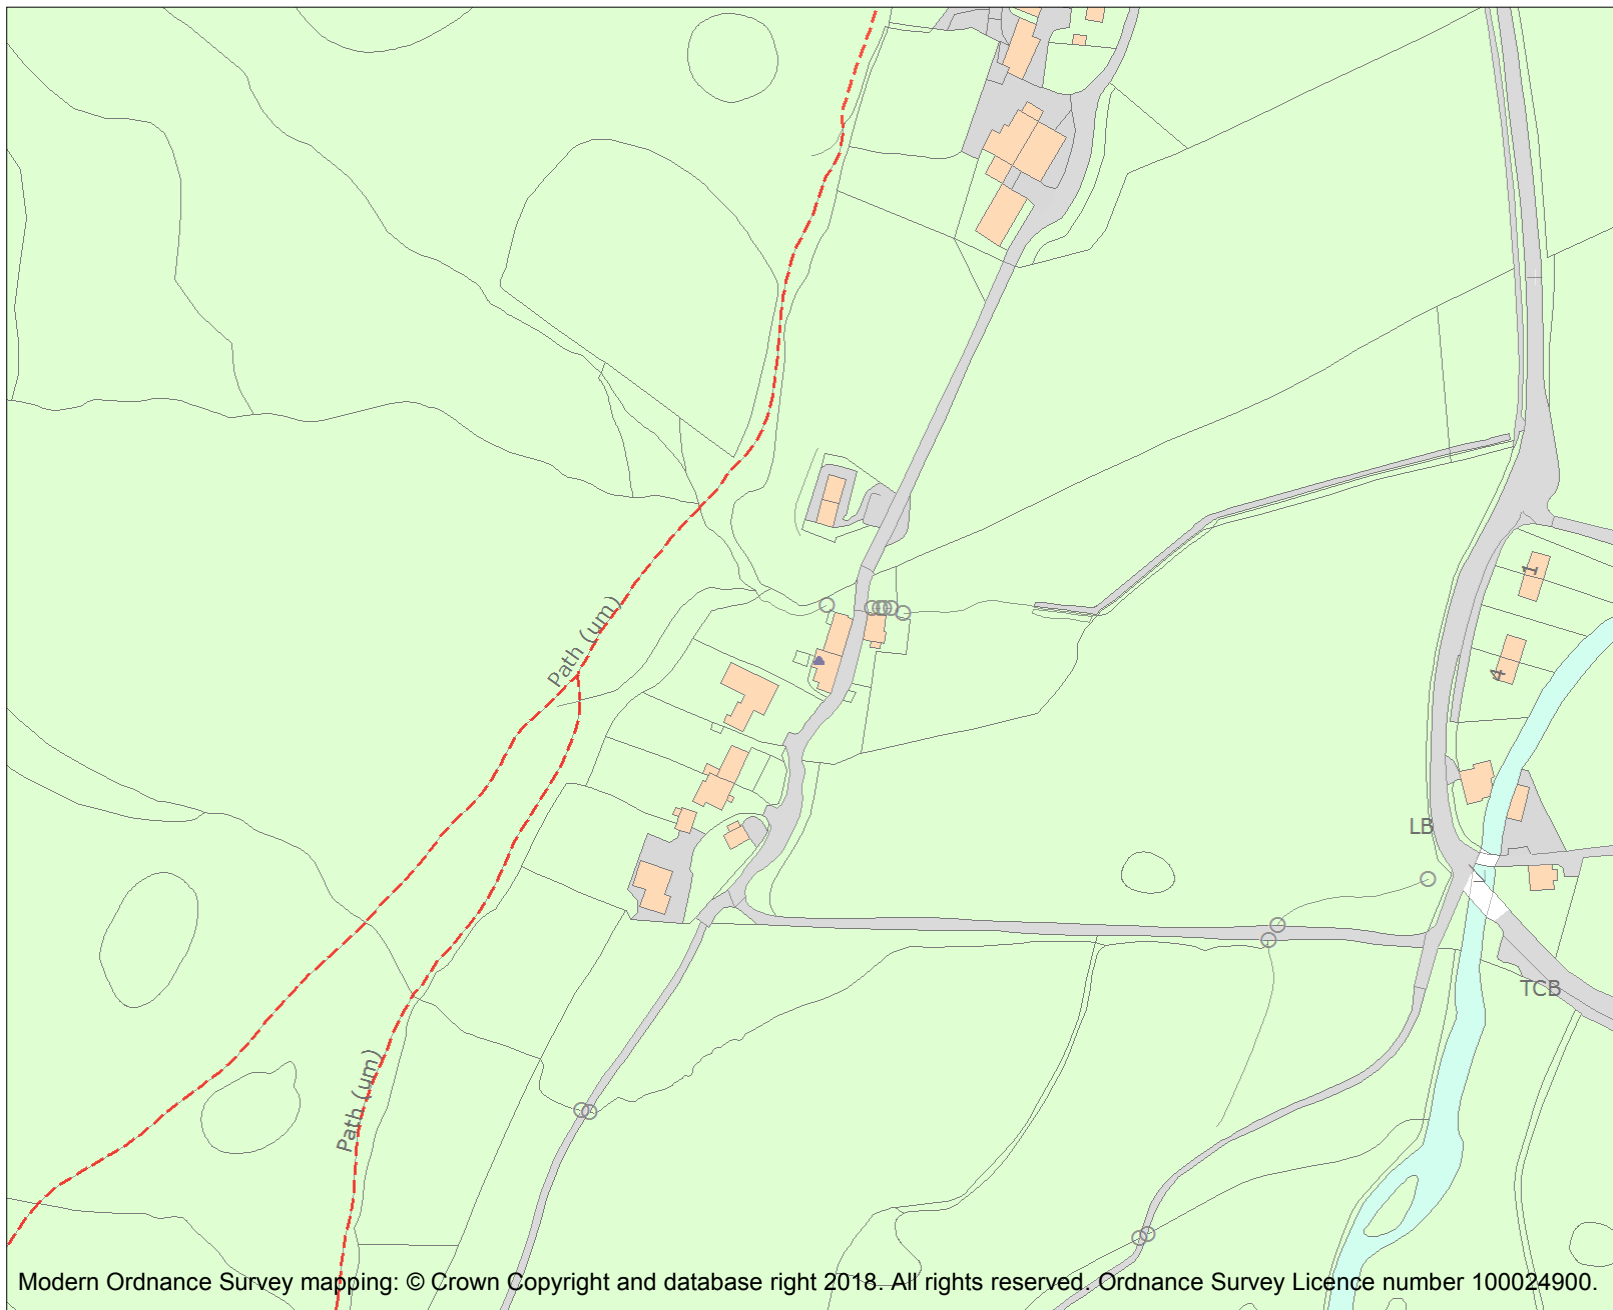 1
Path (um)
4
LB
TCB
Path (um)
Modern Ordnance Survey mapping: © Crown Copyright and database right 2018. All rights reserved. Ordnance Survey Licence number 100024900.